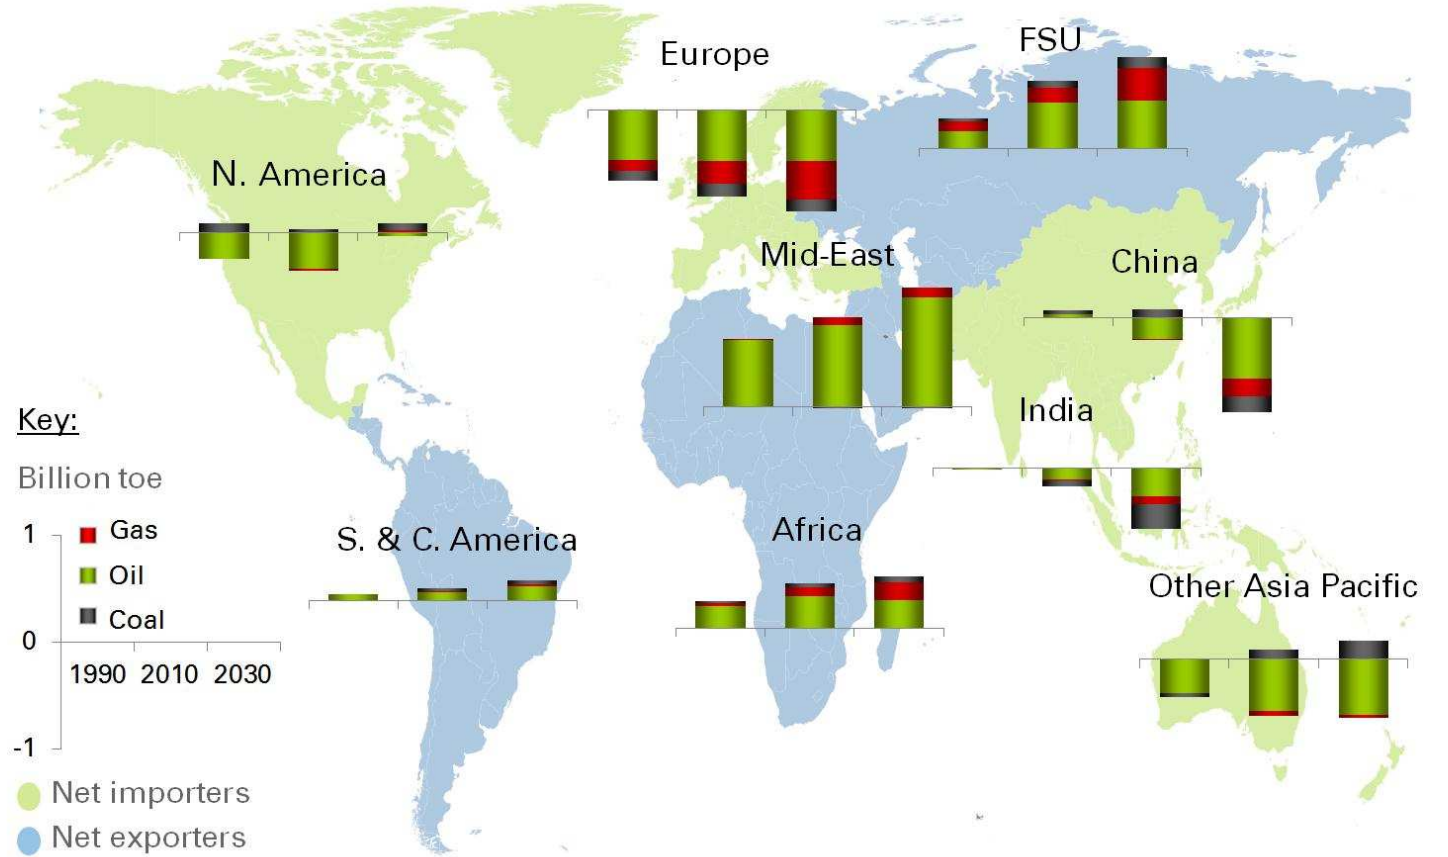 Europe
FSU
N. America
Mid-East
China
India
Key:
Billion toe
1
Gas
Oil
Coal
0
1990 2010 2030
-1
S. & C. America
Africa
Other Asia Pacific
Net importers
Net exporters